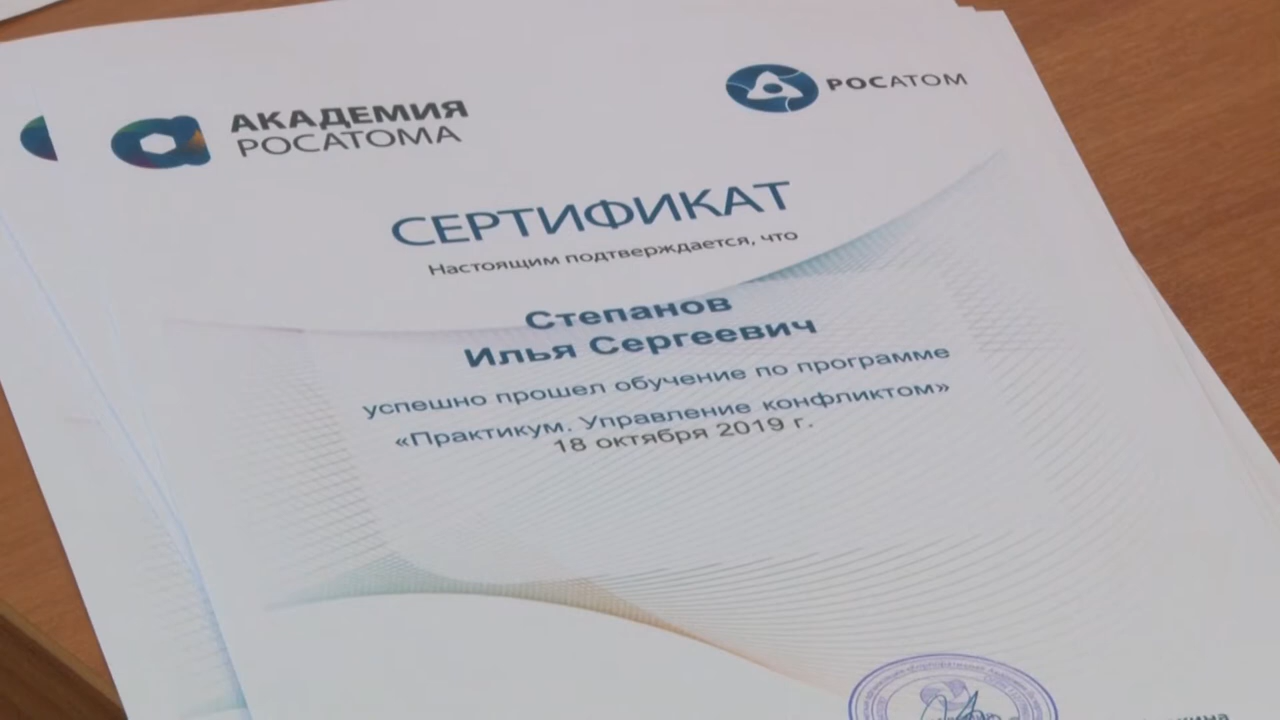 АКАДЕМИЯ
РОСАТОМА
РОСАТОМ
СЕРТИФИКАТ
Настоящим подтверждается, что
Степанов
Илья Сергеевич
успешно прошел обучение по программе
«Практикум. Управление конфликтом»
18 октября 2019 г.